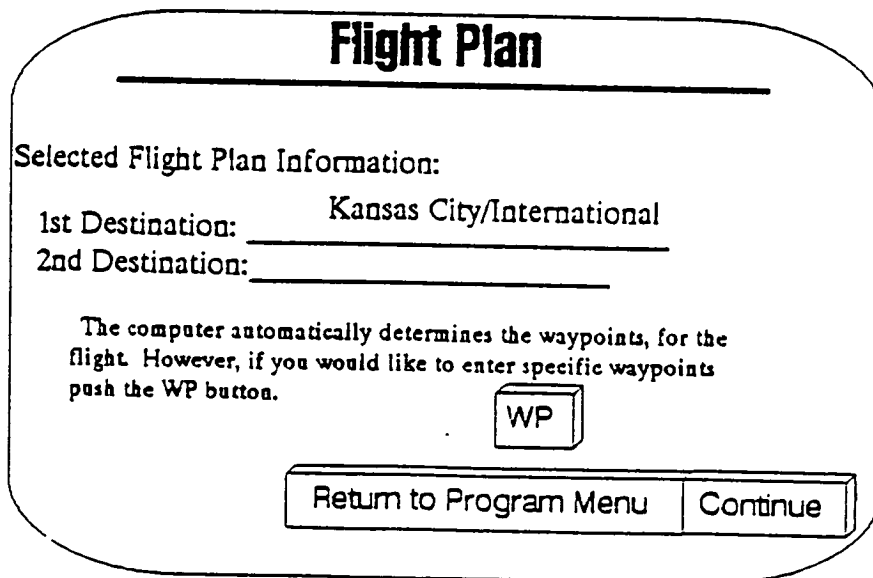 Flight Plan
Selected Flight Plan Information:
1st Destination: Kansas City/International
2nd Destination:
The computer automatically determines the waypoints, for the
flight. However, if you would like to enter specific waypoints
push the WP button.
WP
Return to Program Menu Continue